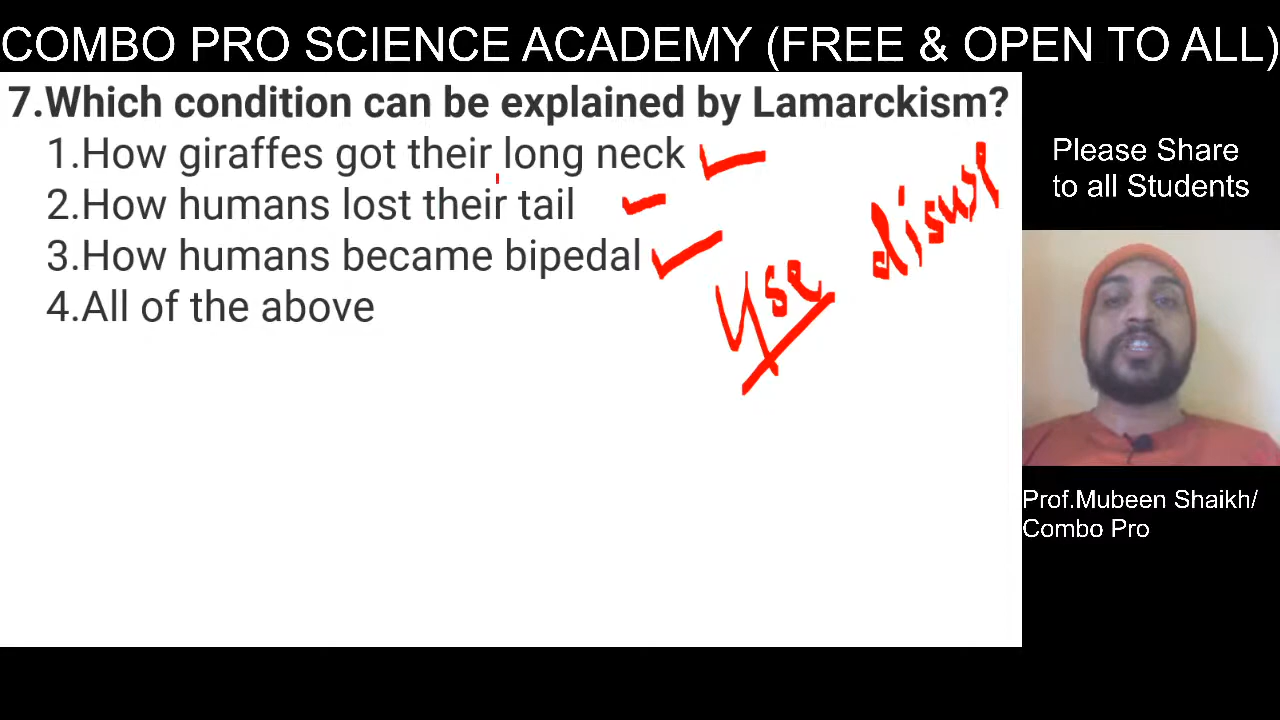 COMBO PRO SCIENCE ACADEMY (FREE & OPEN TO ALL)
7.Which condition can be explained by Lamarckism?
1.How giraffes got their long neck
2.How humans lost their tail
3.How humans became bipedal
4.All of the above
use disuse
Please Share
to all Students
Prof.Mubeen Shaikh/
Combo Pro